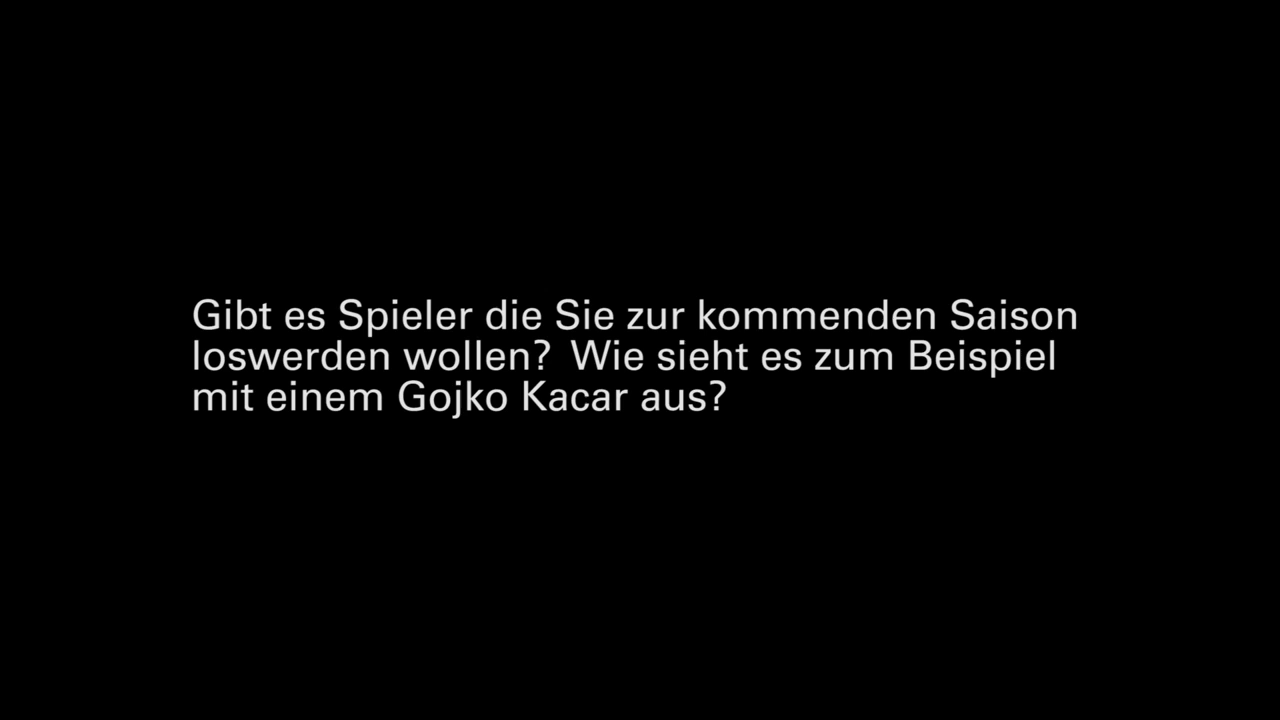 Gibt es Spieler die Sie zur kommenden Saison
loswerden wollen? Wie sieht es zum Beispiel
mit einem Gojko Kacar aus?